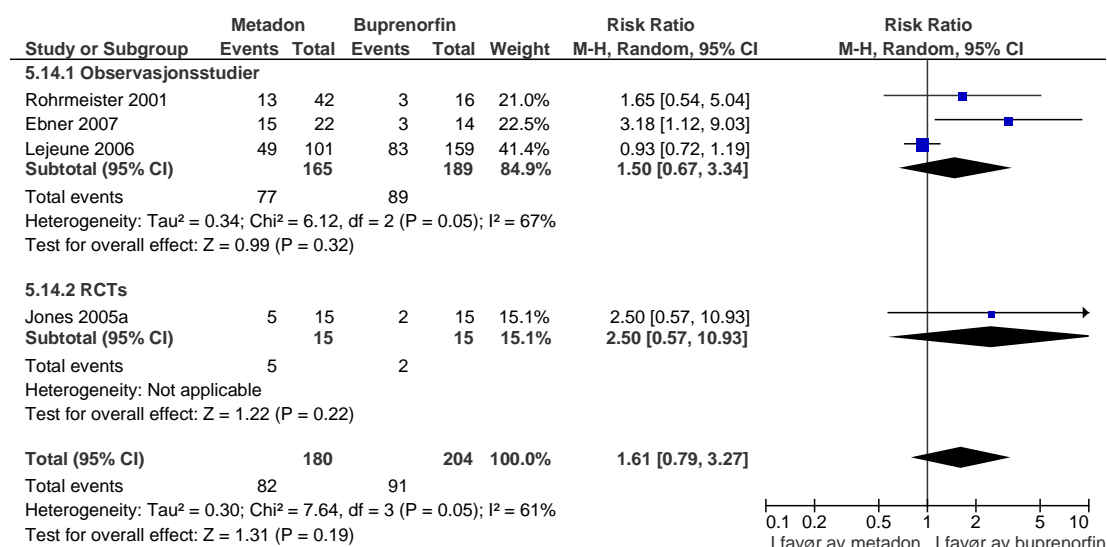 Metadon Buprenorfin Risk Ratio Risk Ratio
Study or Subgroup Events Total Events Total Weight M-H, Random, 95% CI M-H, Random, 95% CI
5.14.1 Observasjonsstudier
Rohrmeister 2001 13 42 3 16 21.0% 1.65 [0.54, 5.04]
Ebner 2007 15 22 3 14 22.5% 3.18 [1.12, 9.03]
Lejeune 2006 49 101 83 159 41.4% 0.93 [0.72, 1.19]
Subtotal (95% CI) 165 189 84.9% 1.50 [0.67, 3.34]
Total events 77 89
Heterogeneity: Tau² = 0.34; Chi² = 6.12, df = 2 (P = 0.05); I² = 67%
Test for overall effect: Z = 0.99 (P = 0.32)
5.14.2 RCTs
Jones 2005a 5 15 2 15 15.1% 2.50 [0.57, 10.93]
Subtotal (95% CI) 15 15 15.1% 2.50 [0.57, 10.93]
Total events 5 2
Heterogeneity: Not applicable
Test for overall effect: Z = 1.22 (P = 0.22)
Total (95% CI) 180 204 100.0% 1.61 [0.79, 3.27]
Total events 82 91
Heterogeneity: Tau² = 0.30; Chi² = 7.64, df = 3 (P = 0.05); I² = 61%
Test for overall effect: Z = 1.31 (P = 0.19)
0.1 0.2 0.5 1 2 5 10
I favør av metadon I favør av buprenorfin